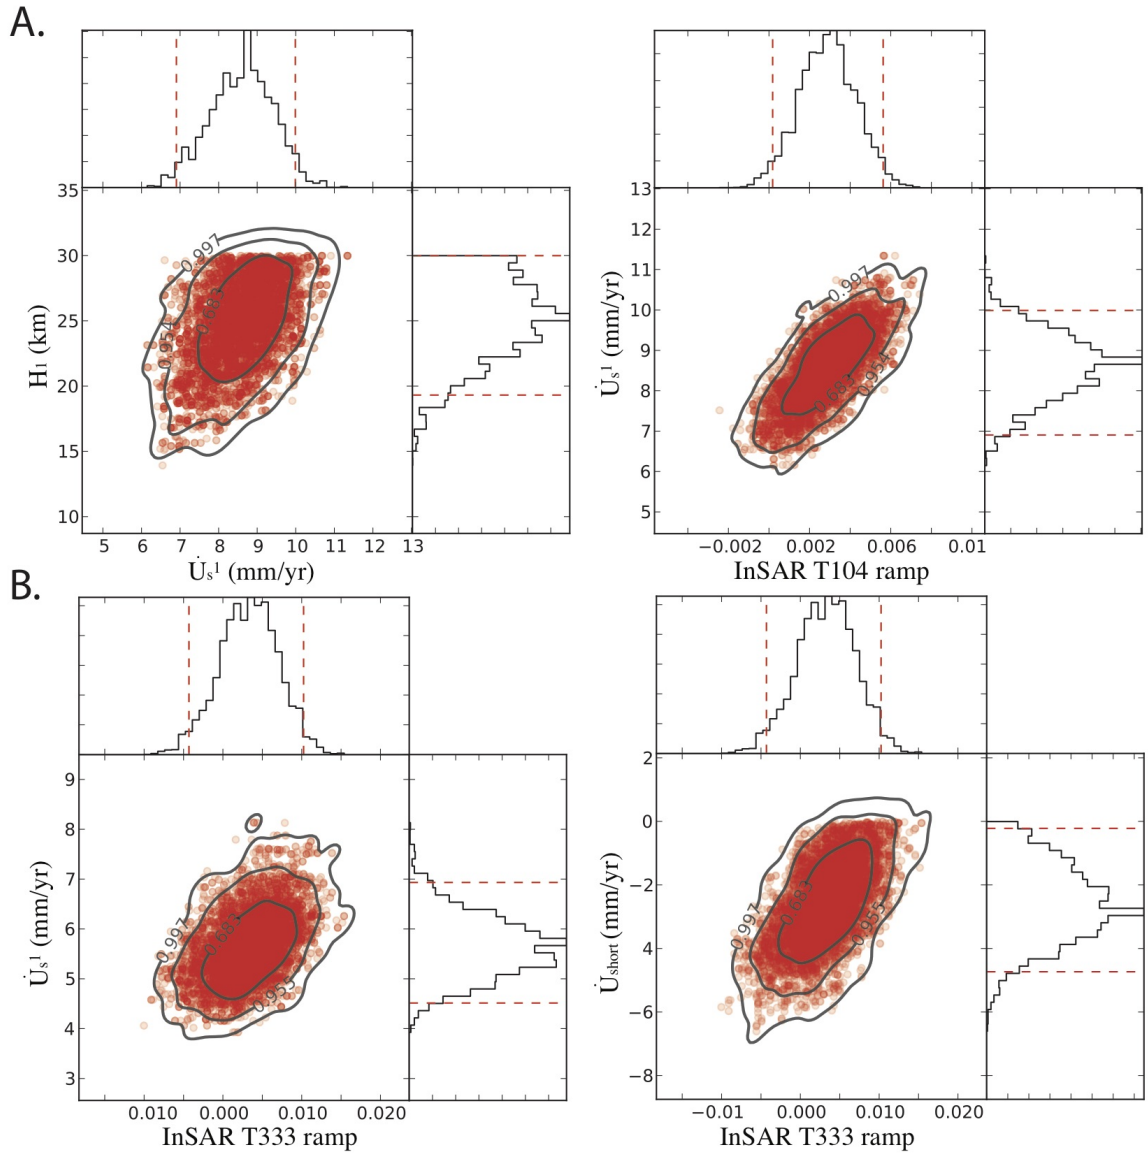 A.
35
30
25
20
15
10
H₁ (km)
0.997
0.954
0.683
5 6 7 8 9 10 11 12 13
U̇ₛ¹ (mm/yr)
13
12
11
10
9
8
7
6
5
U̇ₛ¹ (mm/yr)
0.997
0.954
0.683
−0.002 0.002 0.006 0.01
InSAR T104 ramp
B.
9
8
7
6
5
4
3
U̇ₛ¹ (mm/yr)
0.997
0.683
0.955
0.010 0.000 0.010 0.020
InSAR T333 ramp
2
0
−2
4
−6
−8
U̇short (mm/yr)
0.997
0.683
0.955
−0.01 0.000 0.010 0.020
InSAR T333 ramp